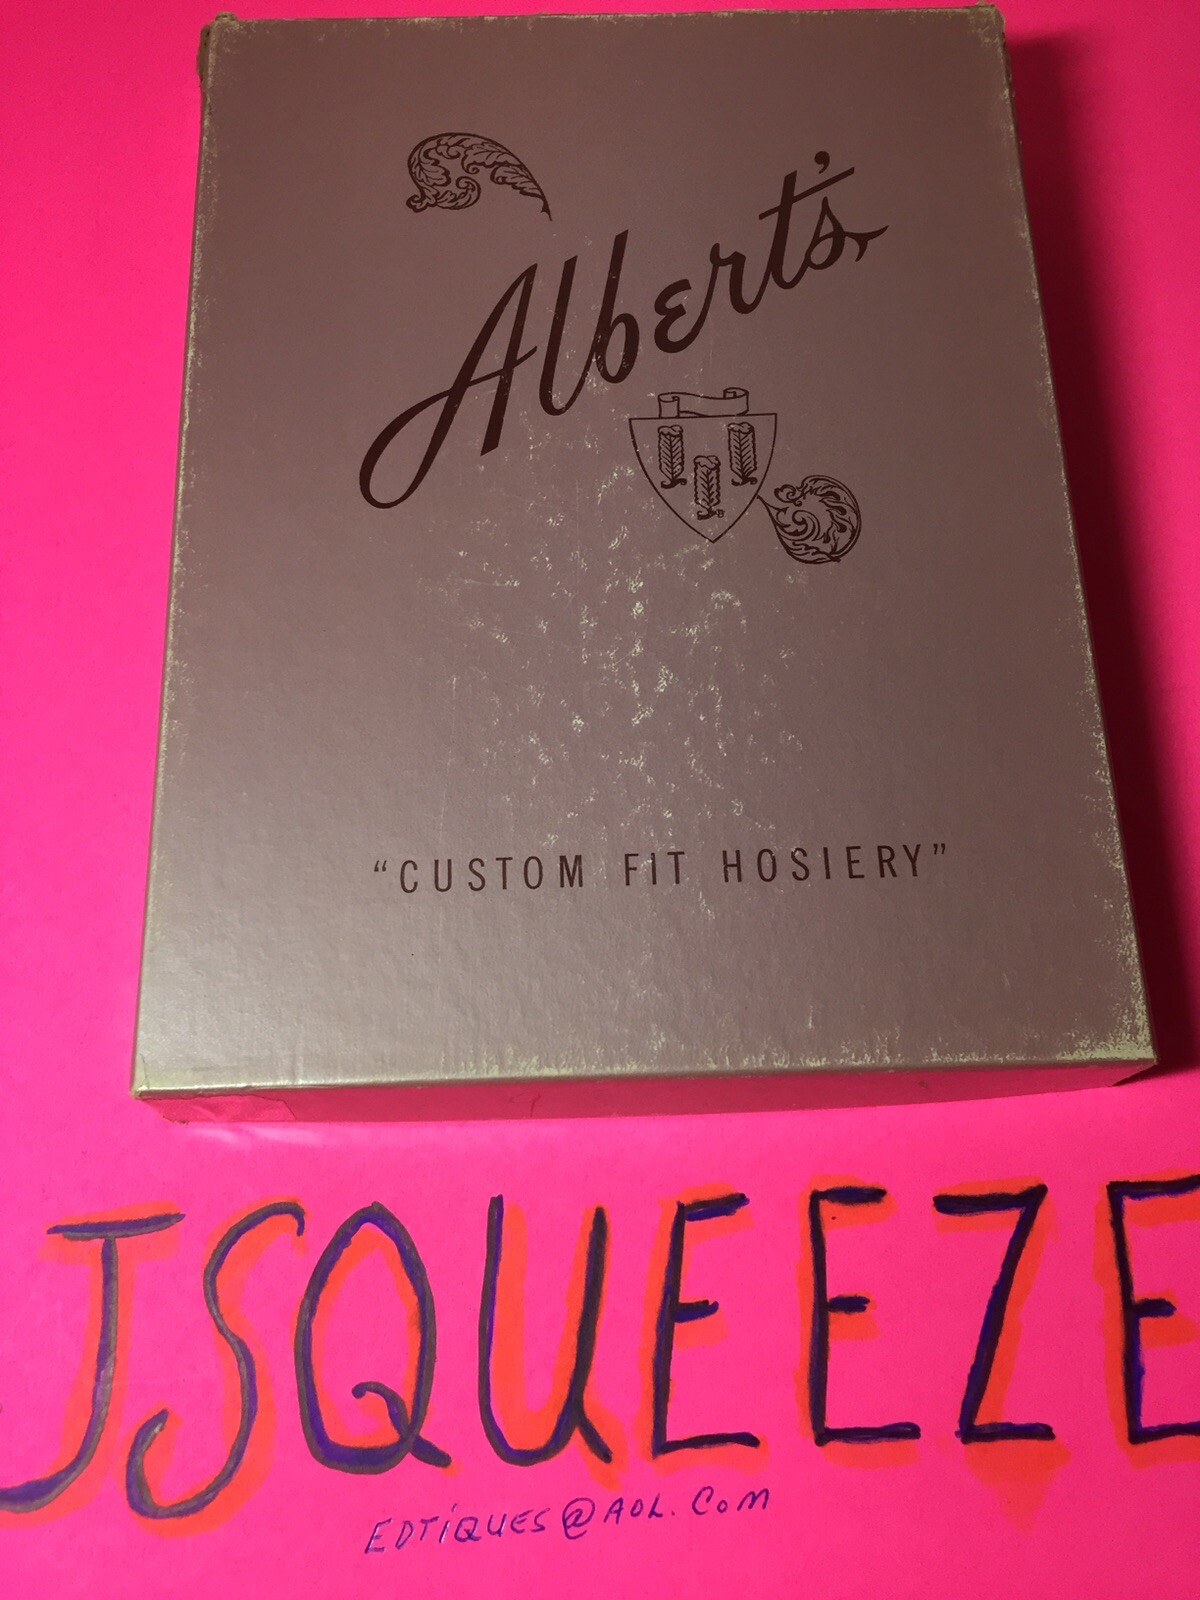 Albert's
"CUSTOM FIT HOSIERY"
JSQUEEZE
EDTiQUES@AOL.COM